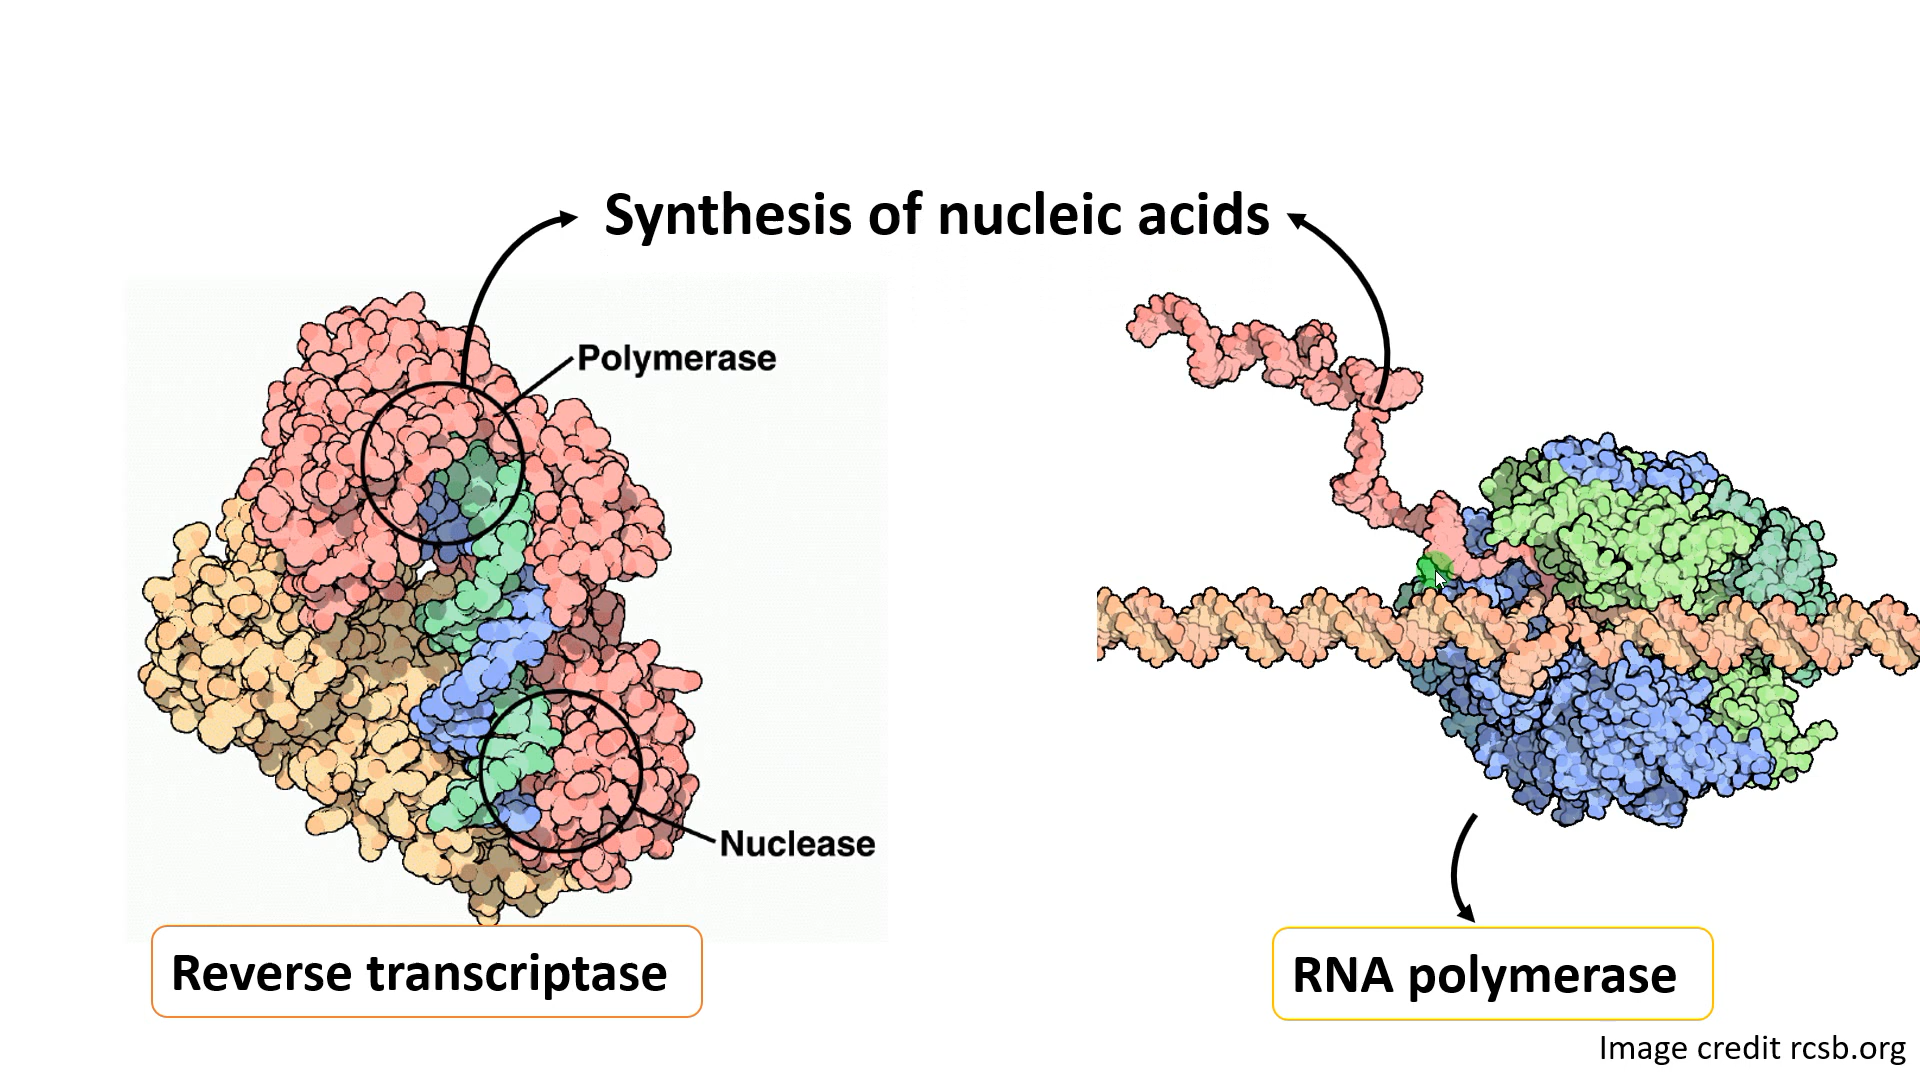 Synthesis of nucleic acids
Polymerase
Nuclease
Reverse transcriptase
RNA polymerase
Image credit rcsb.org